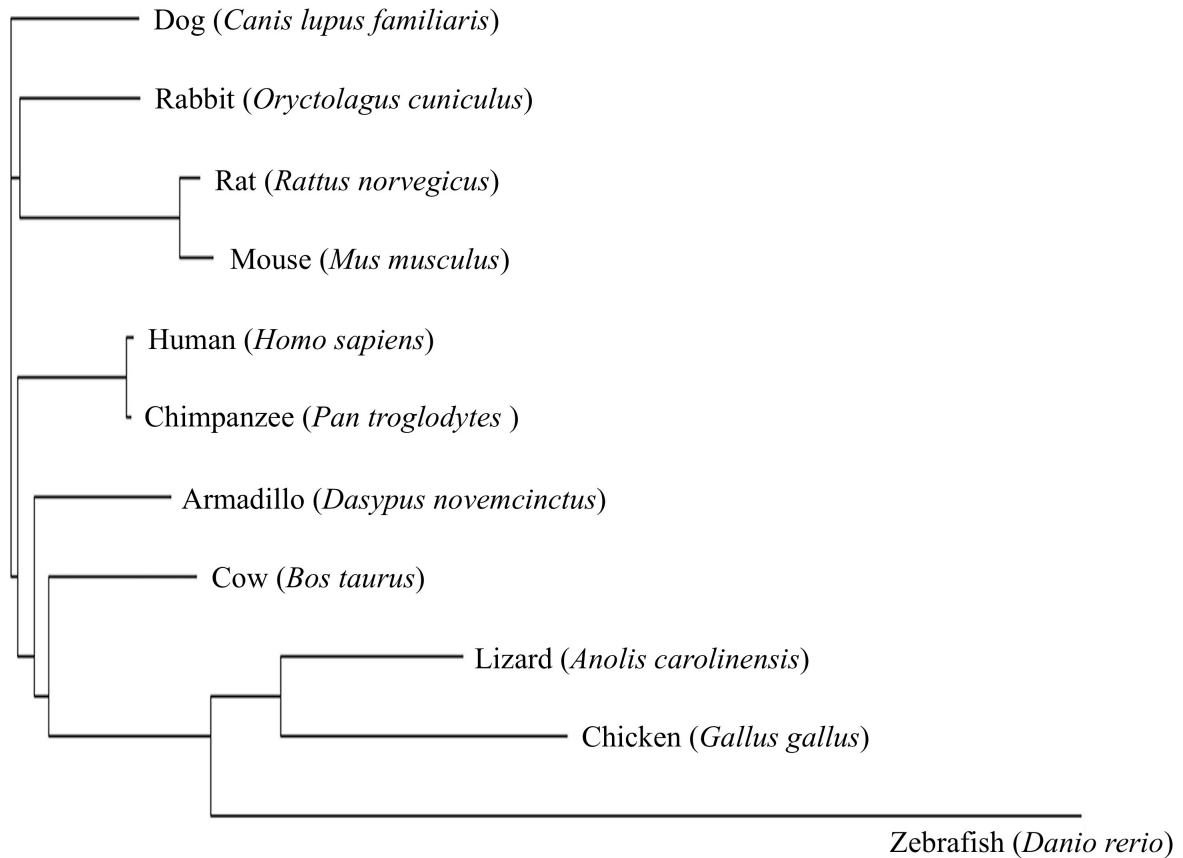 Dog (Canis lupus familiaris)
Rabbit (Oryctolagus cuniculus)
Rat (Rattus norvegicus)
Mouse (Mus musculus)
Human (Homo sapiens)
Chimpanzee (Pan troglodytes )
Armadillo (Dasypus novemcinctus)
Cow (Bos taurus)
Lizard (Anolis carolinensis)
Chicken (Gallus gallus)
Zebrafish (Danio rerio)